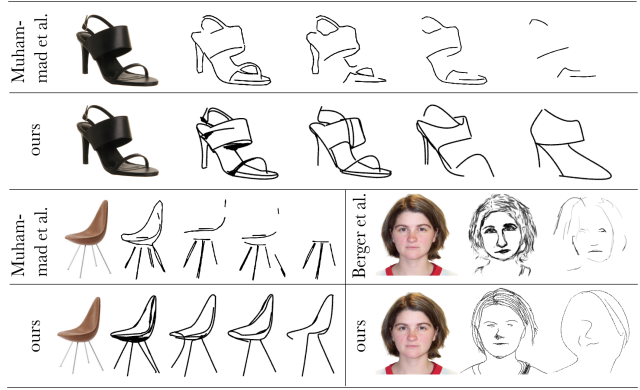 Muham-
mad et al.
ours
Muham-
mad et al.
Berger et al.
ours
ours